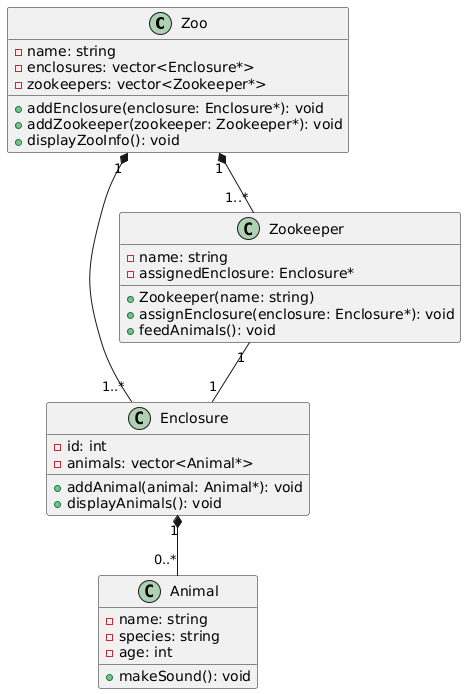 C Zoo
name: string
enclosures: vector<Enclosure*>
zookeepers: vector<Zookeeper*>
addEnclosure(enclosure: Enclosure*): void
addZookeeper(zookeeper: Zookeeper*): void
displayZooInfo(): void
1
1
1..*
C Zookeeper
name: string
assignedEnclosure: Enclosure*
Zookeeper(name: string)
assignEnclosure(enclosure: Enclosure*): void
feedAnimals(): void
1
1..*
1
C Enclosure
id: int
animals: vector<Animal*>
addAnimal(animal: Animal*): void
displayAnimals(): void
1
0..*
C Animal
name: string
species: string
age: int
makeSound(): void